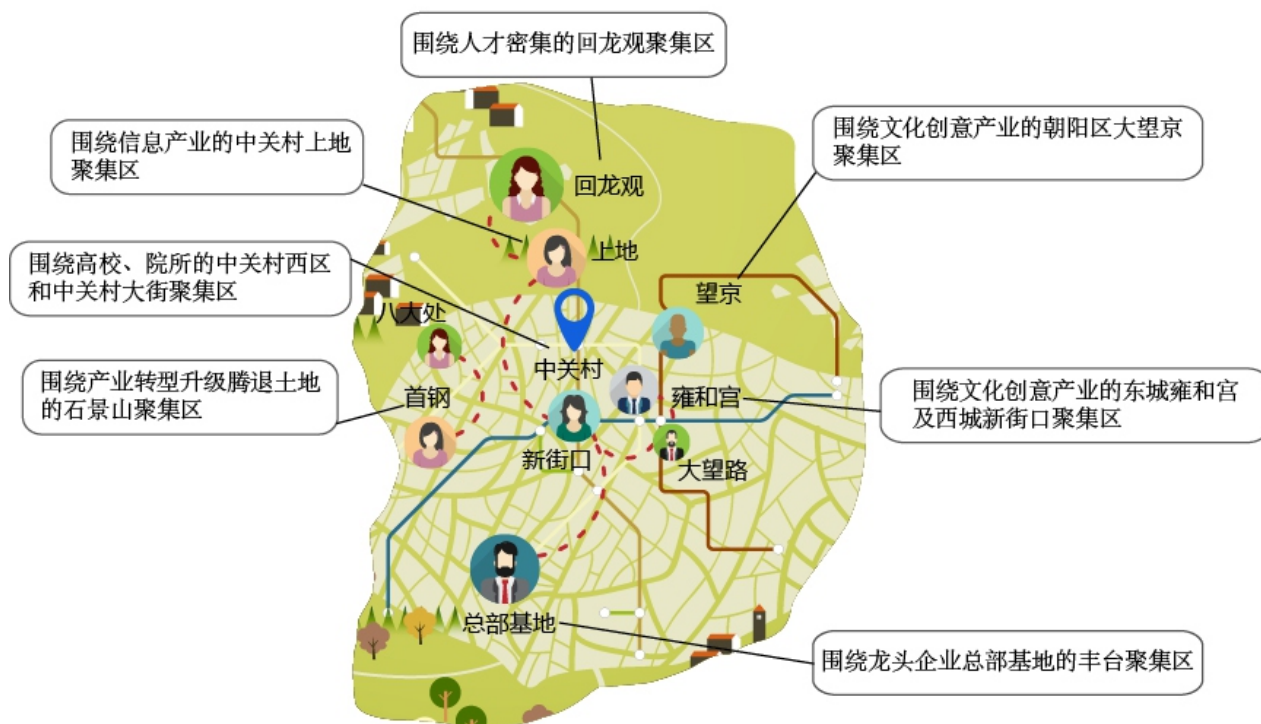 围绕人才密集的回龙观聚集区
围绕信息产业的中关村上地
聚集区
围绕文化创意产业的朝阳区大望京
聚集区
回龙观
上地
围绕高校、院所的中关村西区
和中关村大街聚集区
望京
八大处
中关村
围绕产业转型升级腾退土地
的石景山聚集区
首钢
雍和宫
围绕文化创意产业的东城雍和宫
及西城新街口聚集区
新街口
大望路
总部基地
围绕龙头企业总部基地的丰台聚集区